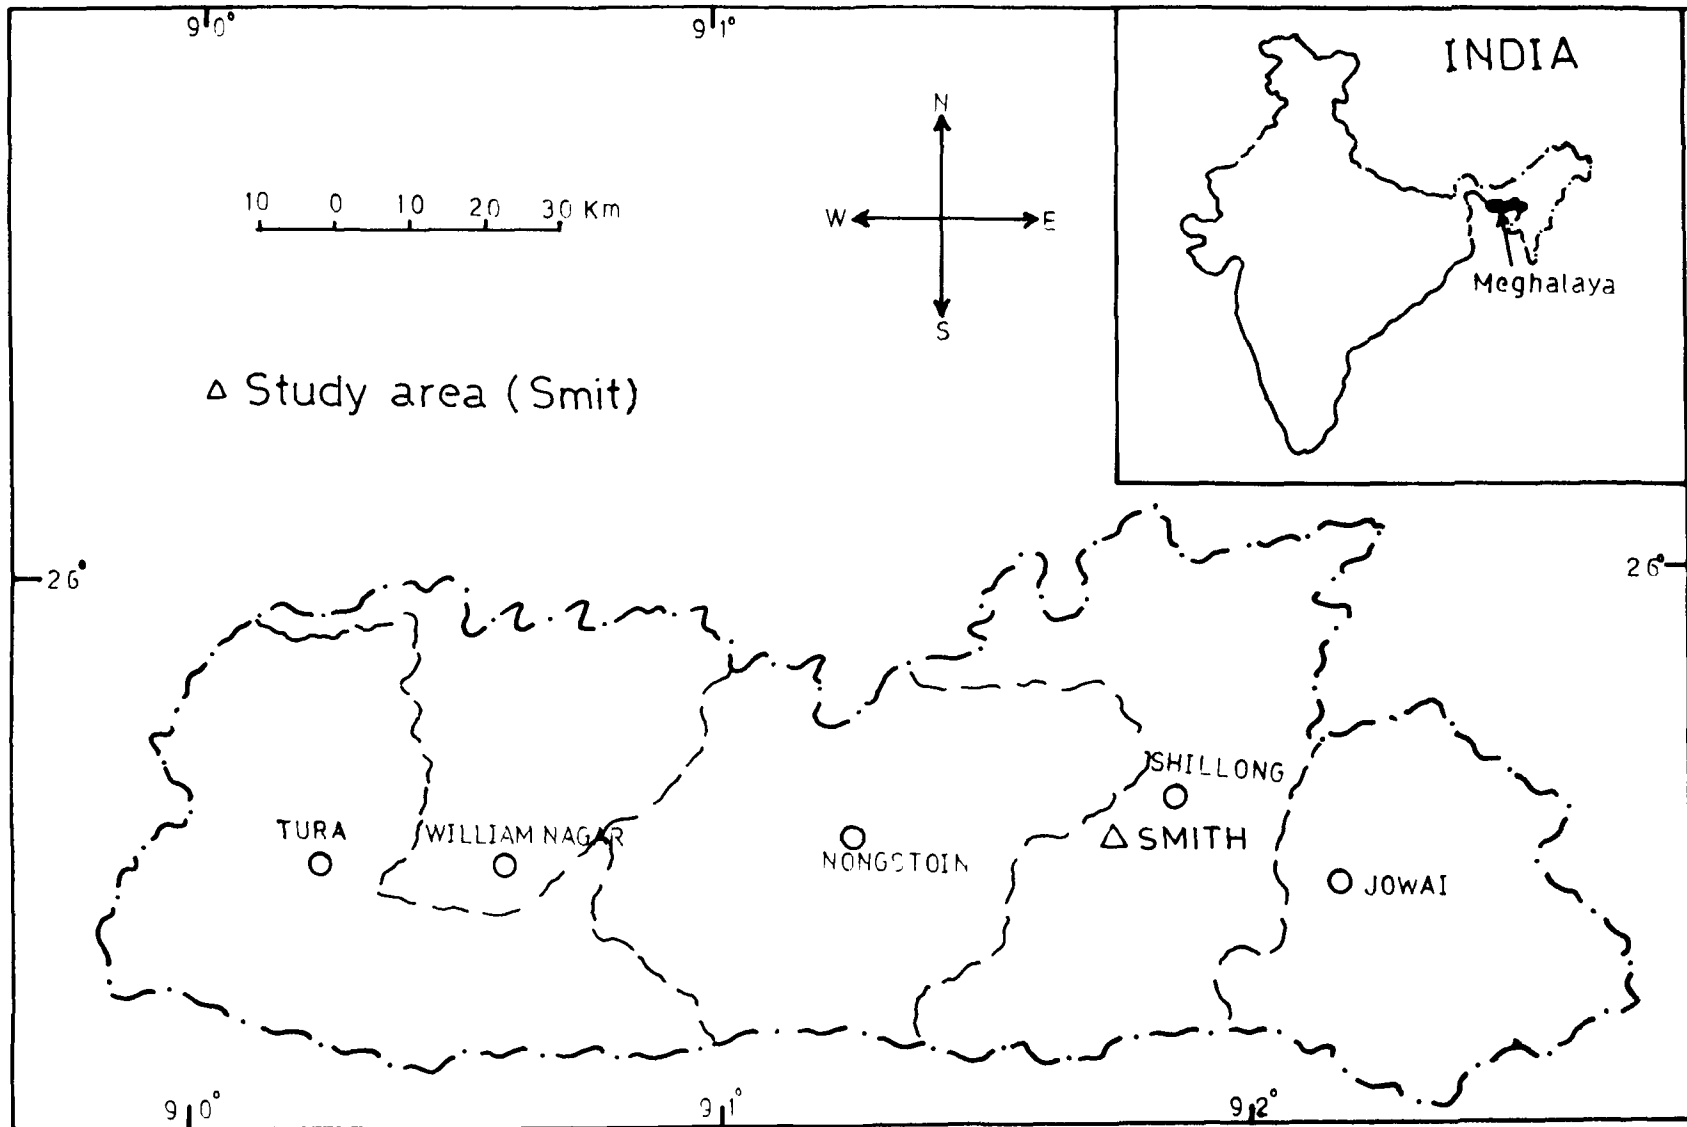 90° 91°
INDIA
N
10 0 10 20 30 Km
W E
S
Meghalaya
△ Study area (Smit)
26° 26°
SHILLONG
TURA
WILLIAM NAGAR
NONGSTOIN
△ SMITH
JOWAI
90° 91° 92°